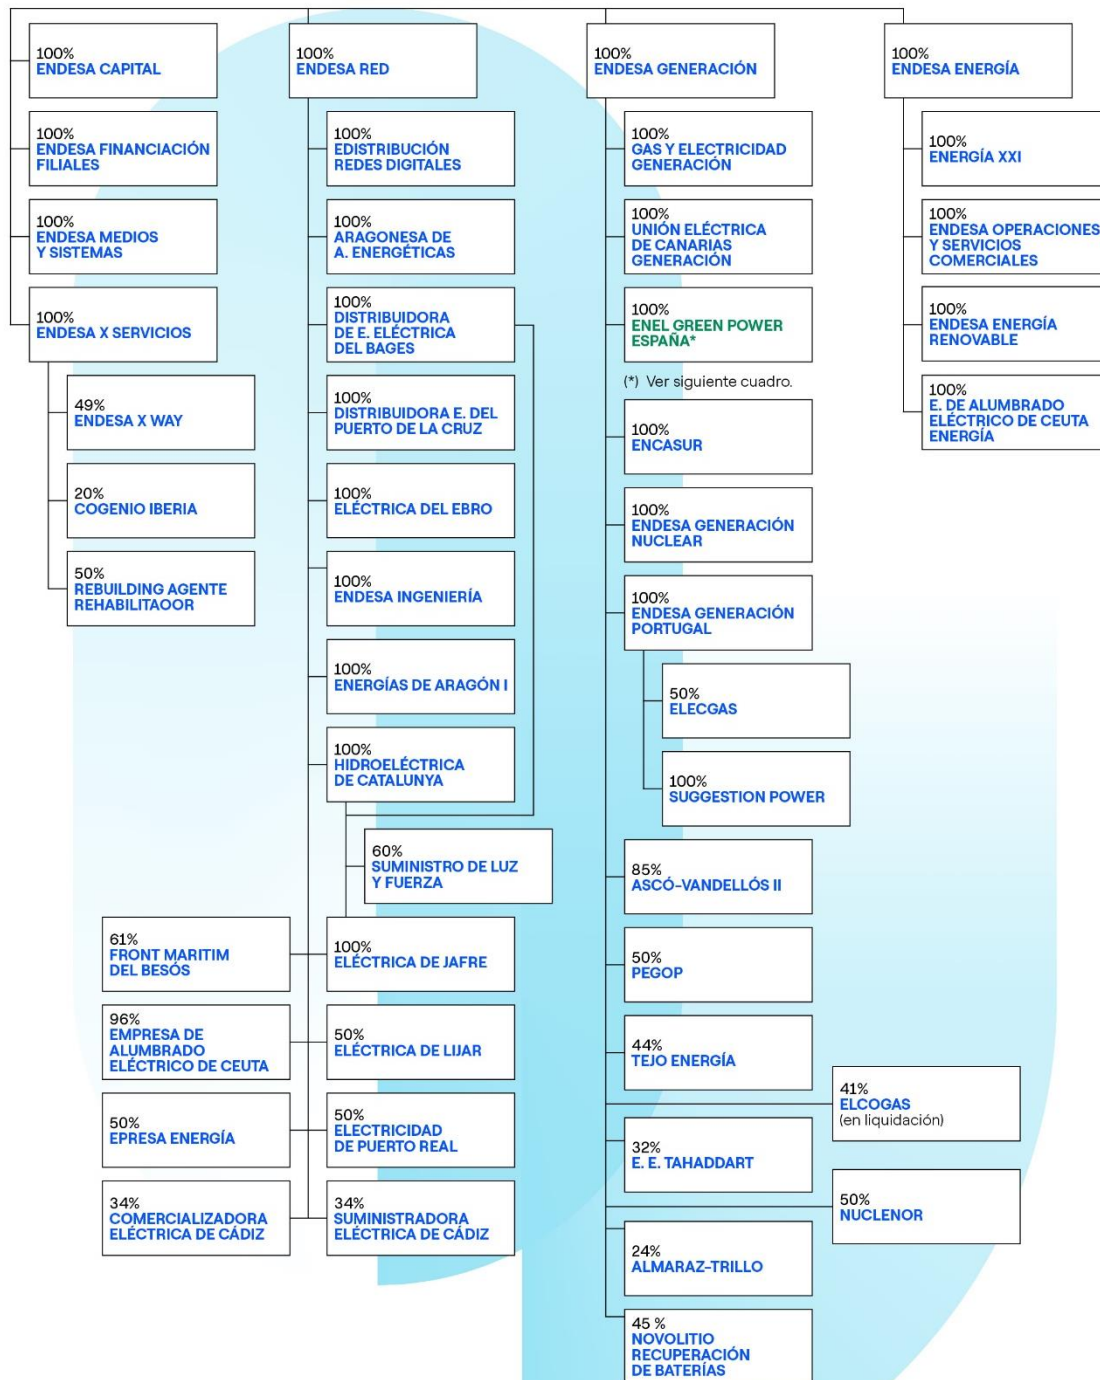 100%
ENDESA CAPITAL
100%
ENDESA FINANCIACIÓN
FILIALES
100%
ENDESA MEDIOS
Y SISTEMAS
100%
ENDESA X SERVICIOS
49%
ENDESA X WAY
20%
COGENIO IBERIA
50%
REBUILDING AGENTE
REHABILITAOOR
100%
ENDESA RED
100%
EDISTRIBUCIÓN
REDES DIGITALES
100%
ARAGONESA DE
A. ENERGÉTICAS
100%
DISTRIBUIDORA
DE E. ELÉCTRICA
DEL BAGES
100%
DISTRIBUIDORA E. DEL
PUERTO DE LA CRUZ
100%
ELÉCTRICA DEL EBRO
100%
ENDESA INGENIERÍA
100%
ENERGÍAS DE ARAGÓN I
100%
HIDROELÉCTRICA
DE CATALUNYA
60%
SUMINISTRO DE LUZ
Y FUERZA
61%
FRONT MARITIM
DEL BESÓS
100%
ELÉCTRICA DE JAFRE
96%
EMPRESA DE
ALUMBRADO
ELÉCTRICO DE CEUTA
50%
ELÉCTRICA DE LIJAR
50%
EPRESA ENERGÍA
50%
ELECTRICIDAD
DE PUERTO REAL
34%
COMERCIALIZADORA
ELÉCTRICA DE CÁDIZ
34%
SUMINISTRADORA
ELÉCTRICA DE CÁDIZ
100%
ENDESA GENERACIÓN
100%
GAS Y ELECTRICIDAD
GENERACIÓN
100%
UNIÓN ELÉCTRICA
DE CANARIAS
GENERACIÓN
100%
ENEL GREEN POWER
ESPAÑA*
(*) Ver siguiente cuadro.
100%
ENCASUR
100%
ENDESA GENERACIÓN
NUCLEAR
100%
ENDESA GENERACIÓN
PORTUGAL
50%
ELECGAS
100%
SUGGESTION POWER
85%
ASCÓ-VANDELLÓS II
50%
PEGOP
44%
TEJO ENERGÍA
41%
ELCOGAS
(en liquidación)
32%
E. E. TAHADDART
50%
NUCLENOR
24%
ALMARAZ-TRILLO
45 %
NOVOLITIO
RECUPERACIÓN
DE BATERÍAS
100%
ENDESA ENERGÍA
100%
ENERGÍA XXI
100%
ENDESA OPERACIONES
Y SERVICIOS
COMERCIALES
100%
ENDESA ENERGÍA
RENOVABLE
100%
E. DE ALUMBRADO
ELÉCTRICO DE CEUTA
ENERGÍA